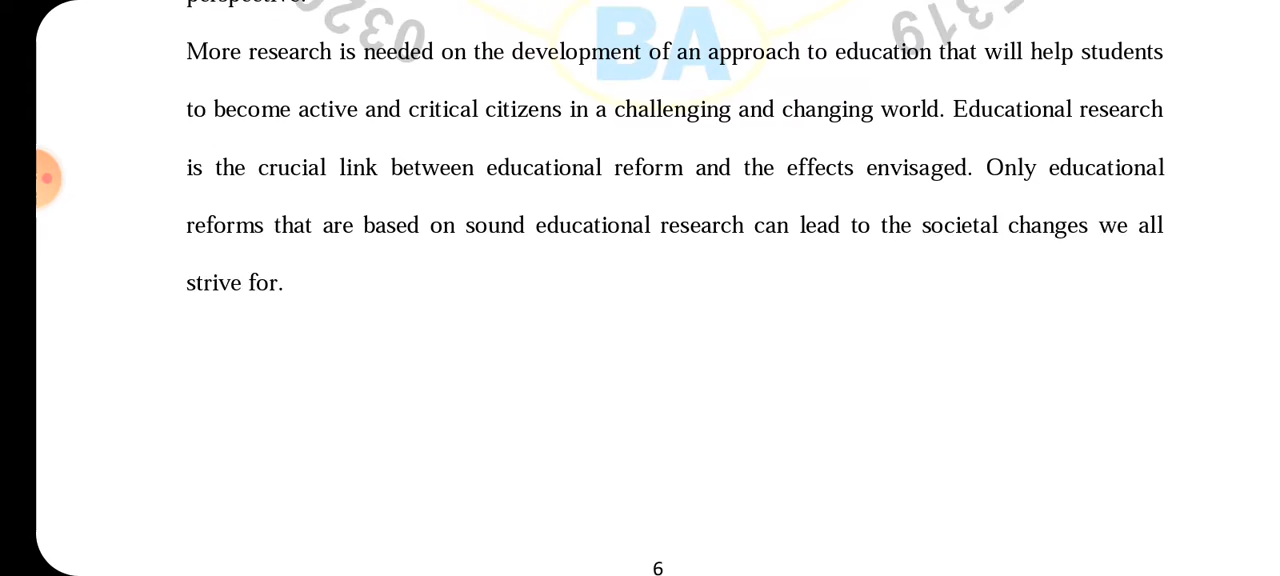 perspective.
More research is needed on the development of an approach to education that will help students
to become active and critical citizens in a challenging and changing world. Educational research
is the crucial link between educational reform and the effects envisaged. Only educational
reforms that are based on sound educational research can lead to the societal changes we all
strive for.
BA
6